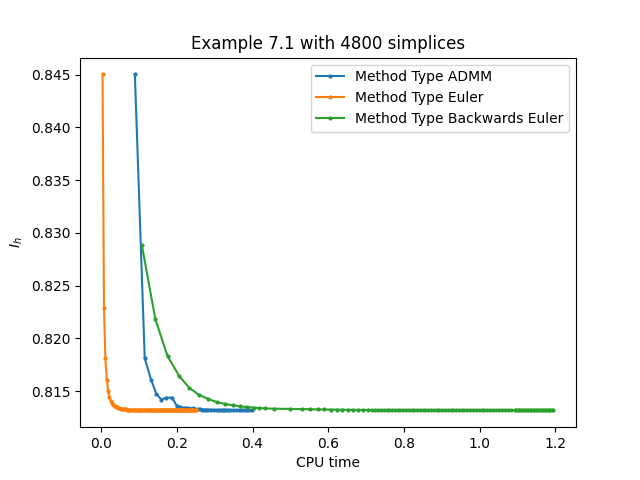 Example 7.1 with 4800 simplices
Method Type ADMM
Method Type Euler
Method Type Backwards Euler
0.845
0.840
0.835
0.830
0.825
0.820
0.815
I_h
0.0 0.2 0.4 0.6 0.8 1.0 1.2
CPU time